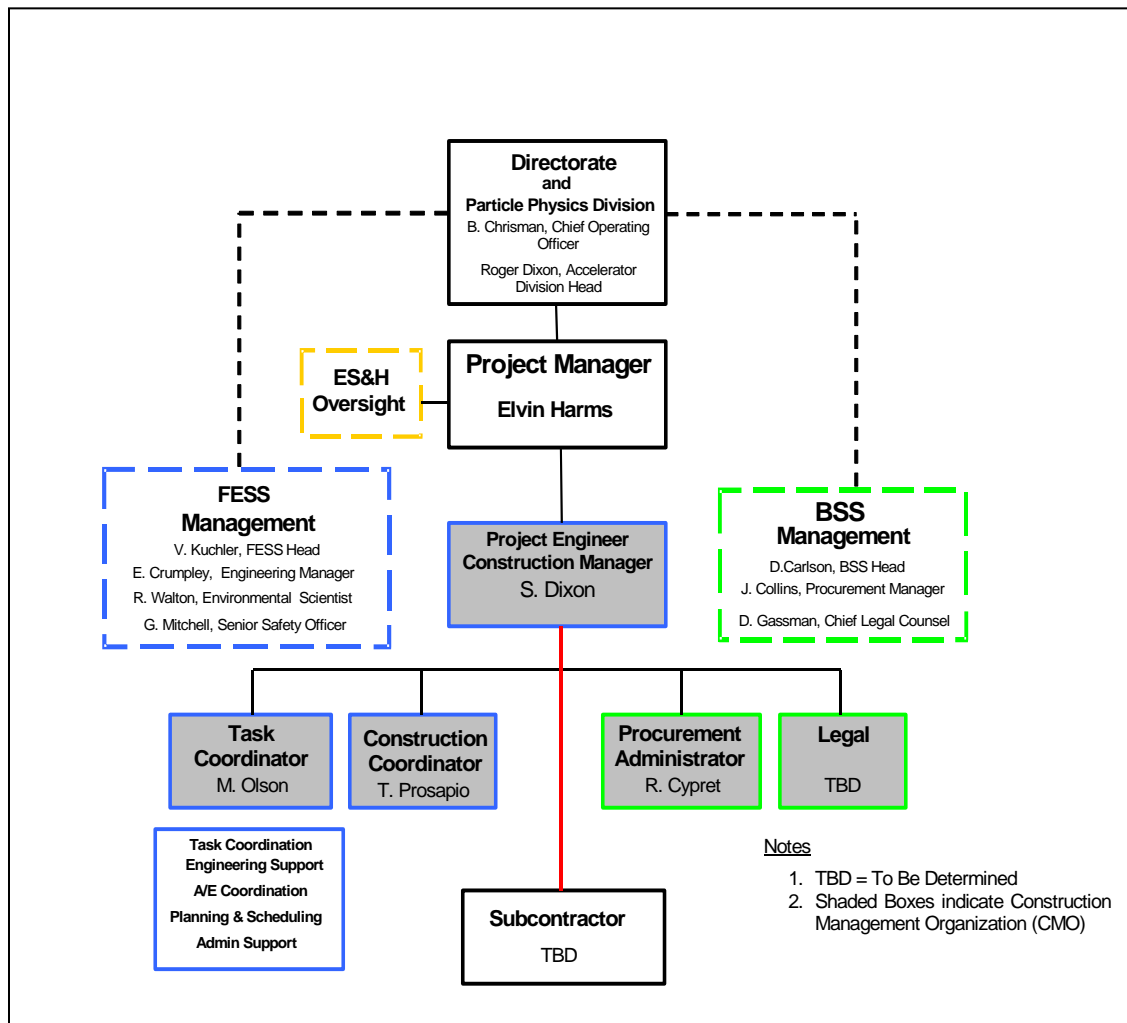 Directorate
and
Particle Physics Division
B. Chrisman, Chief Operating
Officer
Roger Dixon, Accelerator
Division Head
ES&H
Oversight
Project Manager
Elvin Harms
FESS
Management
V. Kuchler, FESS Head
E. Crumpley, Engineering Manager
R. Walton, Environmental Scientist
G. Mitchell, Senior Safety Officer
Project Engineer
Construction Manager
S. Dixon
BSS
Management
D.Carlson, BSS Head
J. Collins, Procurement Manager
D. Gassman, Chief Legal Counsel
Task
Coordinator
M. Olson
Construction
Coordinator
T. Prosapio
Procurement
Administrator
R. Cypret
Legal
TBD
Task Coordination
Engineering Support
A/E Coordination
Planning & Scheduling
Admin Support
Subcontractor
TBD
Notes
1. TBD = To Be Determined
2. Shaded Boxes indicate Construction
Management Organization (CMO)